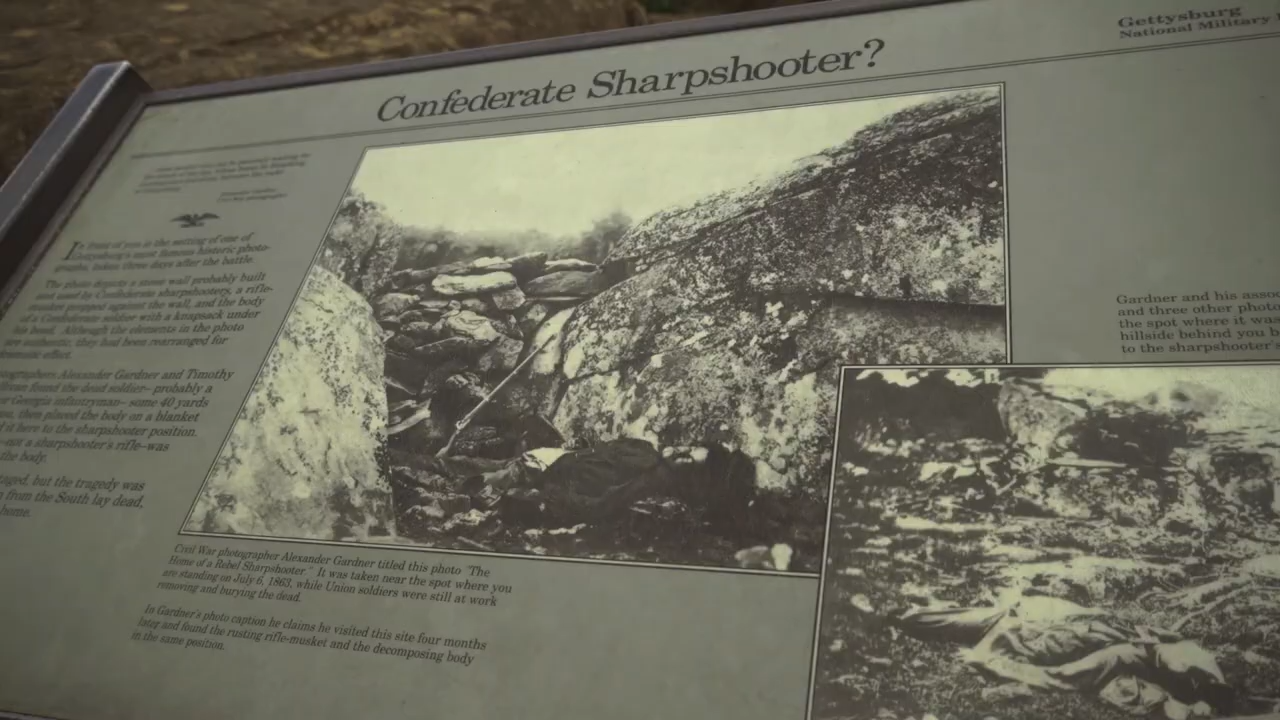 Gettysburg
National Military
Confederate Sharpshooter?
In front of you is the setting of one of
Gettysburg's most famous historic photo-
graphs, taken three days after the battle.
The photo depicts a stone wall probably built
and used by Confederate sharpshooters, a rifle-
musket propped against the wall, and the body
of a Confederate soldier with a knapsack under
his head. Although the elements in the photo
are authentic, they had been rearranged for
dramatic effect.
Alexander Gardner and Timothy
found the dead soldier-- probably a
Georgia infantryman-- some 40 yards
then placed the body on a blanket
it here to the sharpshooter position.
--not a sharpshooter's rifle--was
the body.
but the tragedy was
from the South lay dead,
home.
Civil War photographer Alexander Gardner titled this photo "The
Home of a Rebel Sharpshooter." It was taken near the spot where you
are standing on July 6, 1863, while Union soldiers were still at work
removing and burying the dead.
In Gardner's photo caption he claims he visited this site four months
later and found the rusting rifle-musket and the decomposing body
in the same position.
Gardner and his
and three other
the spot where it was
hillside behind you
to the sharpshooter's